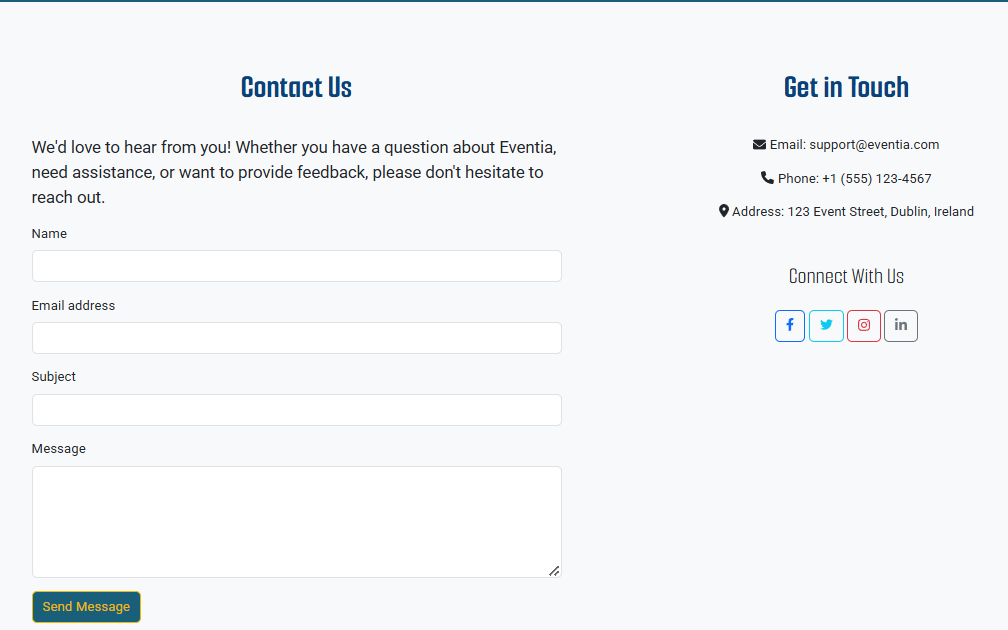 Contact Us
We'd love to hear from you! Whether you have a question about Eventia,
need assistance, or want to provide feedback, please don't hesitate to
reach out.
Name
Email address
Subject
Message
Send Message
Get in Touch
Email: support@eventia.com
Phone: +1 (555) 123-4567
Address: 123 Event Street, Dublin, Ireland
Connect With Us